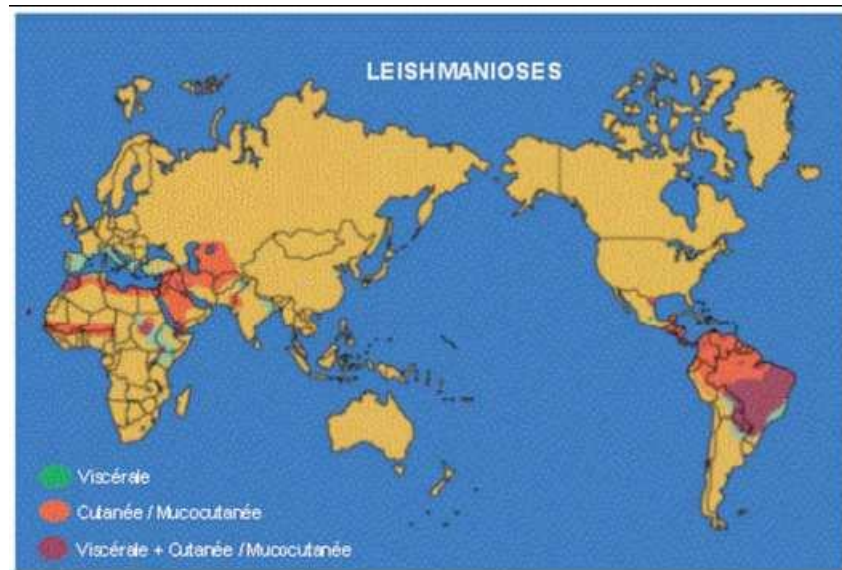 LEISHMANIOSES
Viscérale
Cutanée / Mucocutanée
Viscérale + Cutanée / Mucocutanée